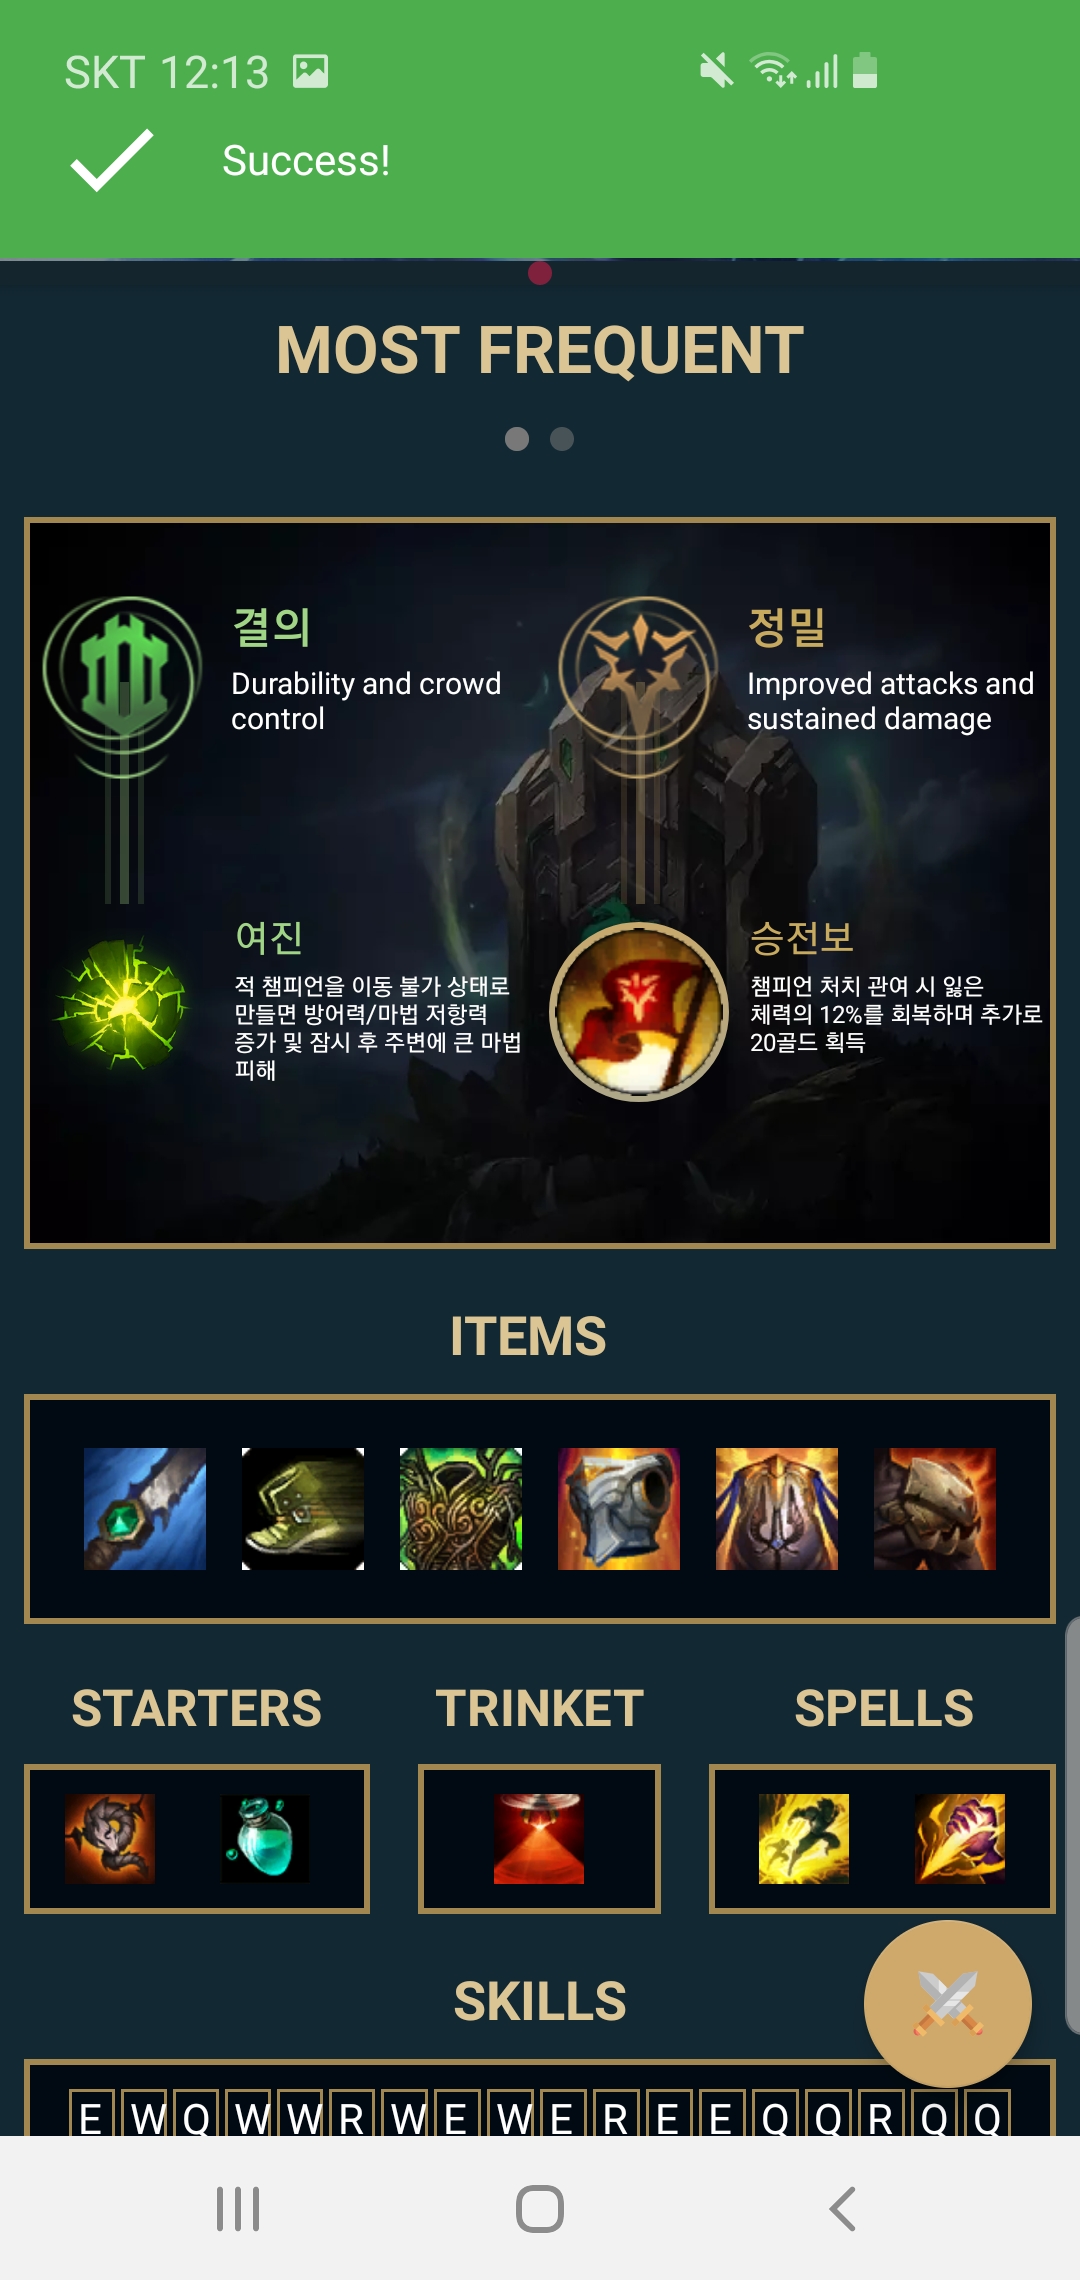 SKT 12:13
Success!
MOST FREQUENT
결의
Durability and crowd
control
정밀
Improved attacks and
sustained damage
여진
적 챔피언을 이동 불가 상태로
만들면 방어력/마법 저항력
증가 및 잠시 후 주변에 큰 마법
피해
승전보
챔피언 처치 관여 시 잃은
체력의 12%를 회복하며 추가로
20골드 획득
ITEMS
STARTERS
TRINKET
SPELLS
SKILLS
E W Q W W R W E W E R E E Q Q R Q Q